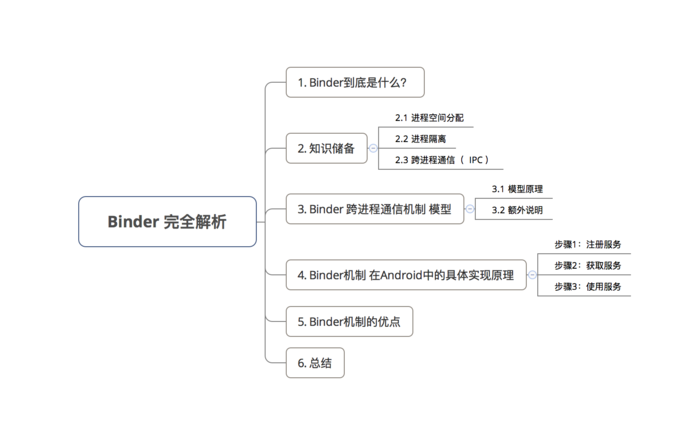 Binder 完全解析
1. Binder到底是什么？
2. 知识储备
2.1 进程空间分配
2.2 进程隔离
2.3 跨进程通信（ IPC ）
3. Binder 跨进程通信机制 模型
3.1 模型原理
3.2 额外说明
4. Binder机制 在Android中的具体实现原理
步骤1：注册服务
步骤2：获取服务
步骤3：使用服务
5. Binder机制的优点
6. 总结